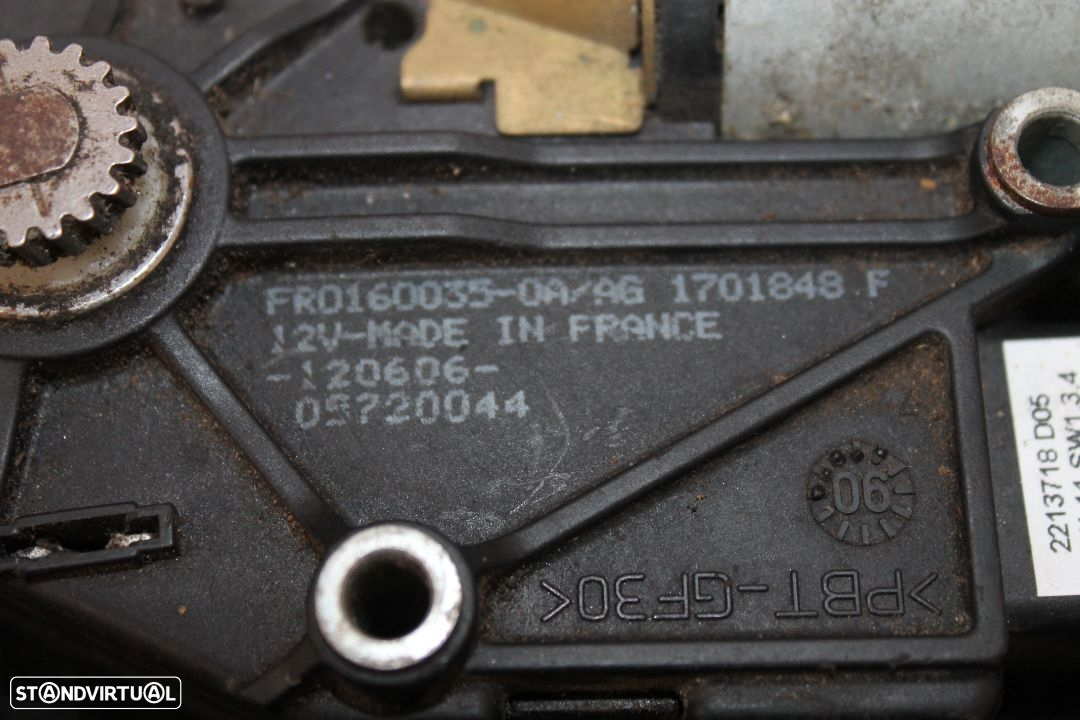 FR0160035-0A/AG 1701848 F
12V-MADE IN FRANCE
-120606-
09720044
06
>PBT-GF30<
2213718 D05
SW1.3.4
STANDVIRTUAL